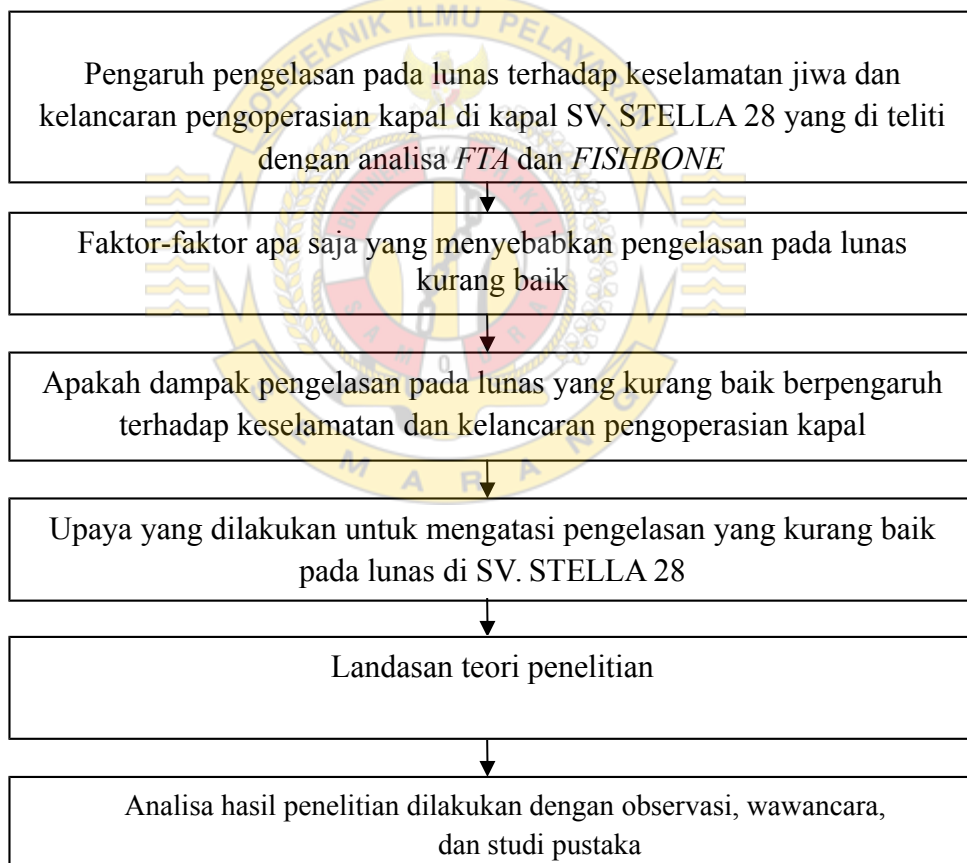 POLTEKNIK ILMU PELAYARAN
Pengaruh pengelasan pada lunas terhadap keselamatan jiwa dan
kelancaran pengoperasian kapal di kapal SV. STELLA 28 yang di teliti
dengan analisa FTA dan FISHBONE
Faktor-faktor apa saja yang menyebabkan pengelasan pada lunas
kurang baik
Apakah dampak pengelasan pada lunas yang kurang baik berpengaruh
terhadap keselamatan dan kelancaran pengoperasian kapal
SEMARANG
Upaya yang dilakukan untuk mengatasi pengelasan yang kurang baik
pada lunas di SV. STELLA 28
Landasan teori penelitian
Analisa hasil penelitian dilakukan dengan observasi, wawancara,
dan studi pustaka